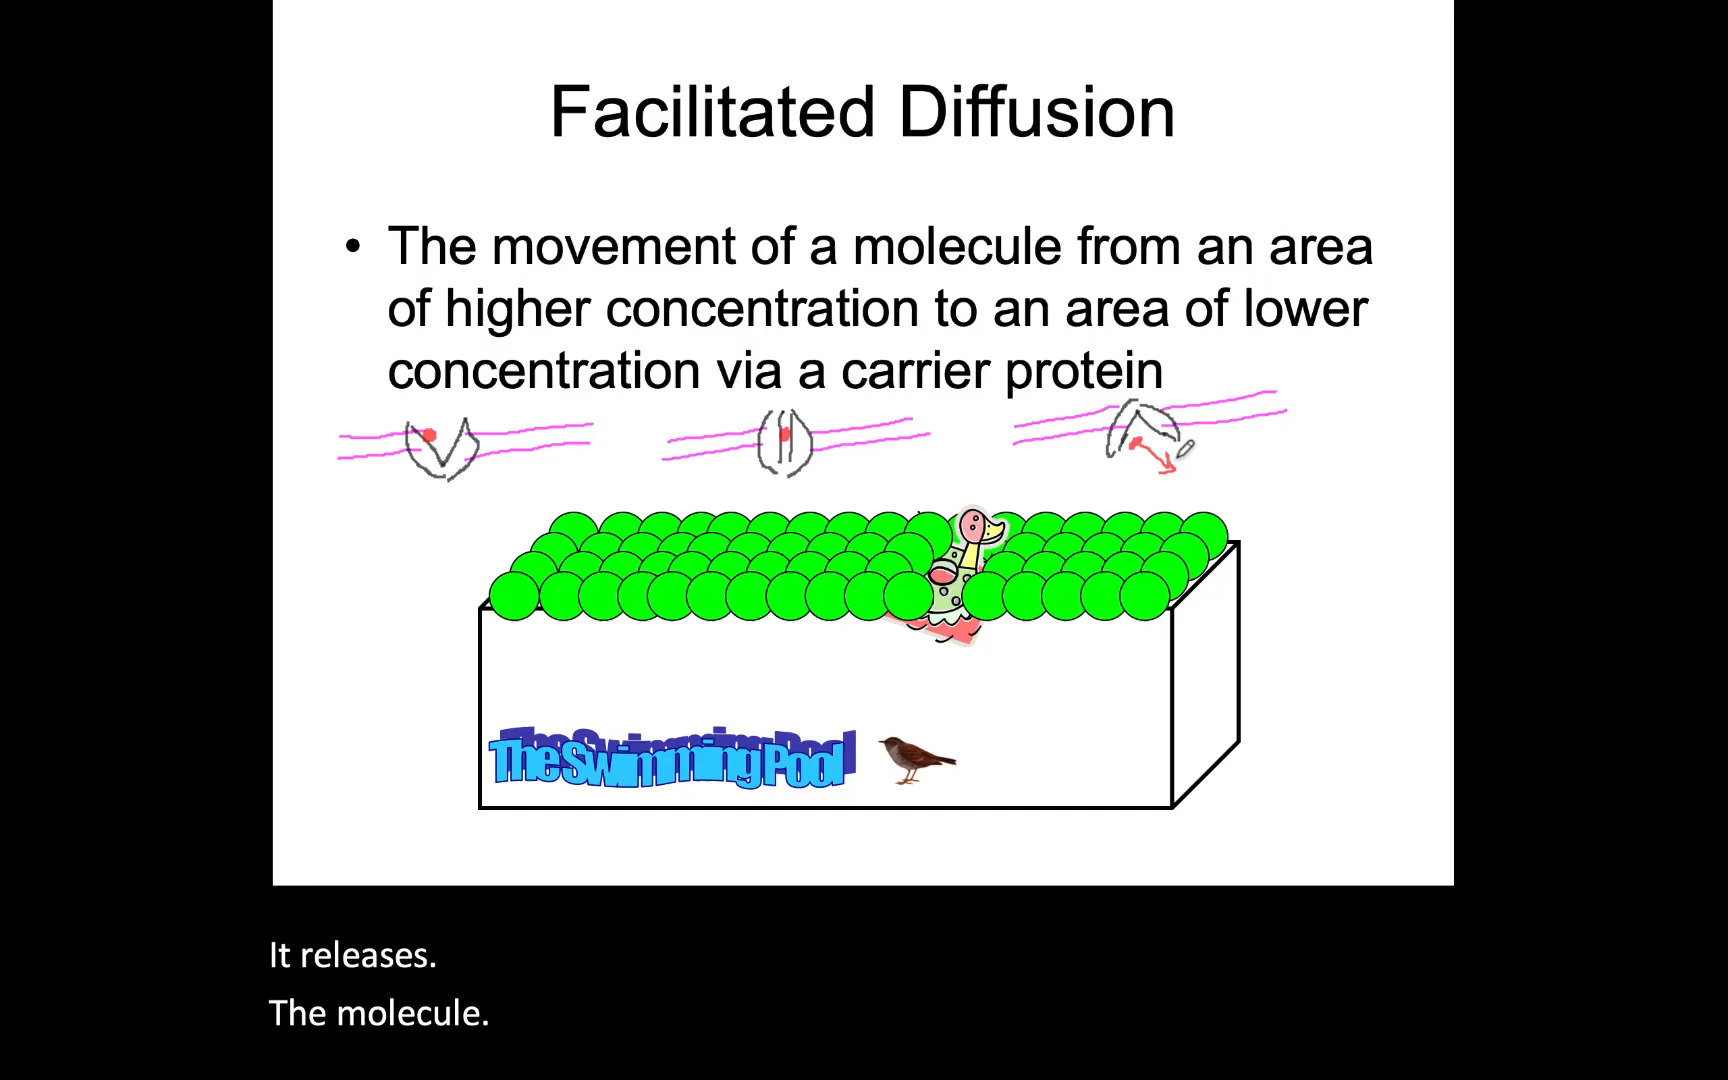 Facilitated Diffusion
• The movement of a molecule from an area
of higher concentration to an area of lower
concentration via a carrier protein
The Swimming Pool
It releases.
The molecule.